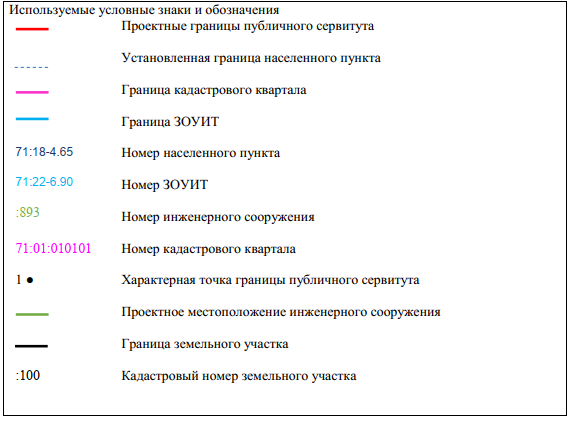 Используемые условные знаки и обозначения
Проектные границы публичного сервитута
Установленная граница населенного пункта
Граница кадастрового квартала
Граница ЗОУИТ
71:18-4.65 Номер населенного пункта
71:22-6.90 Номер ЗОУИТ
:893 Номер инженерного сооружения
71:01:010101 Номер кадастрового квартала
1 ● Характерная точка границы публичного сервитута
Проектное местоположение инженерного сооружения
Граница земельного участка
:100 Кадастровый номер земельного участка